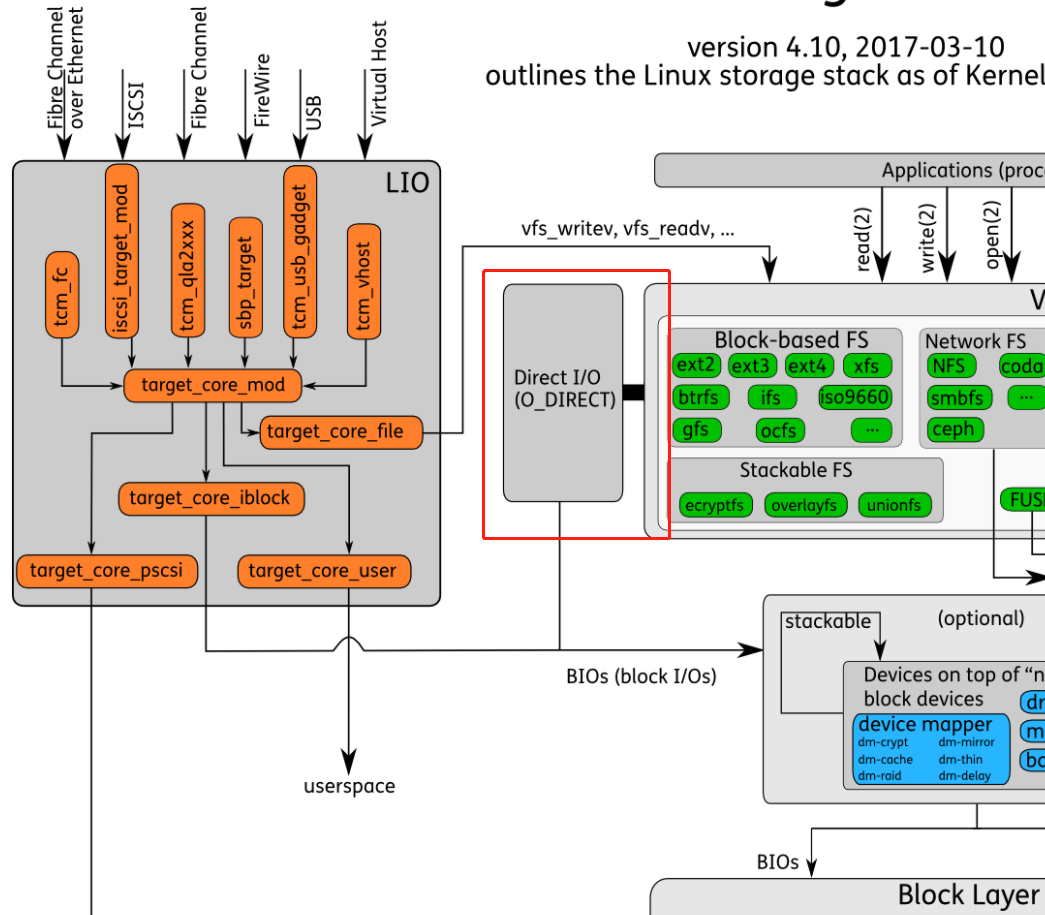 version 4.10, 2017-03-10
outlines the Linux storage stack as of Kernel
Fibre Channel
over Ethernet
ISCSI
Fibre Channel
FireWire
USB
Virtual Host
LIO
tcm_fc
iscsi_target_mod
tcm_qla2xxx
sbp_target
tcm_usb_gadget
tcm_vhost
target_core_mod
target_core_file
target_core_iblock
target_core_pscsi
target_core_user
userspace
vfs_writev, vfs_readv, ...
Applications (proc
read(2)
write(2)
open(2)
Direct I/O
(O_DIRECT)
V
Block-based FS
ext2 ext3 ext4 xfs
btrfs ifs iso9660
gfs ocfs ...
Network FS
NFS coda
smbfs ...
ceph
Stackable FS
ecryptfs overlayfs unionfs
FUS
BIOs (block I/Os)
stackable
(optional)
Devices on top of “n
block devices
device mapper
dm-crypt dm-mirror
dm-cache dm-thin
dm-raid dm-delay
dr
m
bc
BIOs
Block Layer